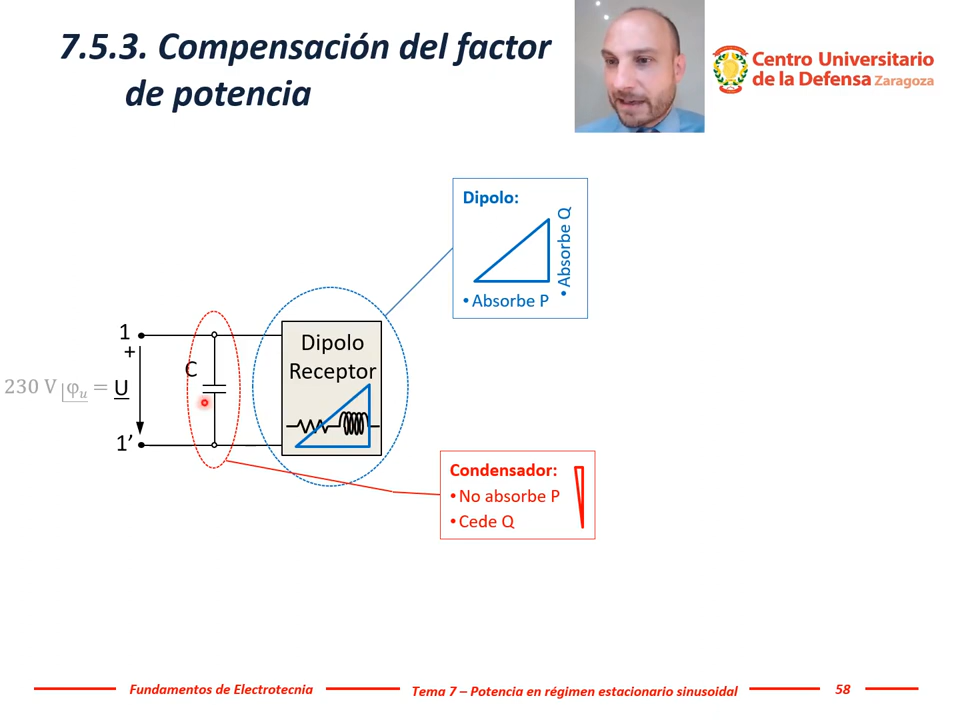 7.5.3. Compensación del factor
de potencia
Centro Universitario
de la Defensa Zaragoza
Dipolo:
• Absorbe Q
• Absorbe P
1
+
C
Dipolo
Receptor
230 V φu = U
1’
Condensador:
• No absorbe P
• Cede Q
Fundamentos de Electrotecnia
Tema 7 – Potencia en régimen estacionario sinusoidal
58